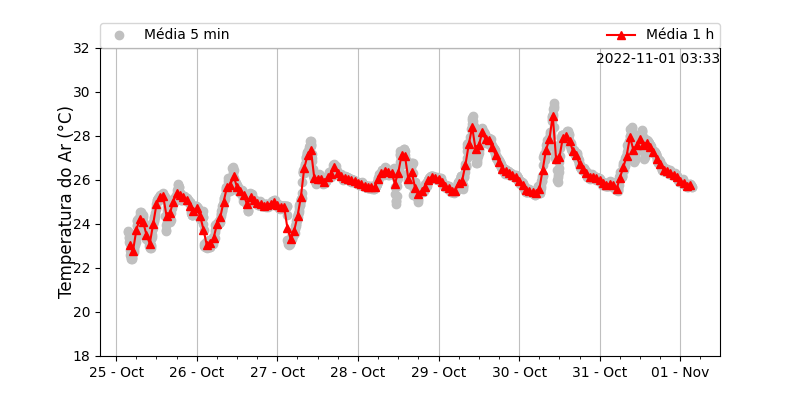 Média 5 min
Média 1 h
2022-11-01 03:33
Temperatura do Ar (°C)
32
30
28
26
24
22
20
18
25 - Oct
26 - Oct
27 - Oct
28 - Oct
29 - Oct
30 - Oct
31 - Oct
01 - Nov